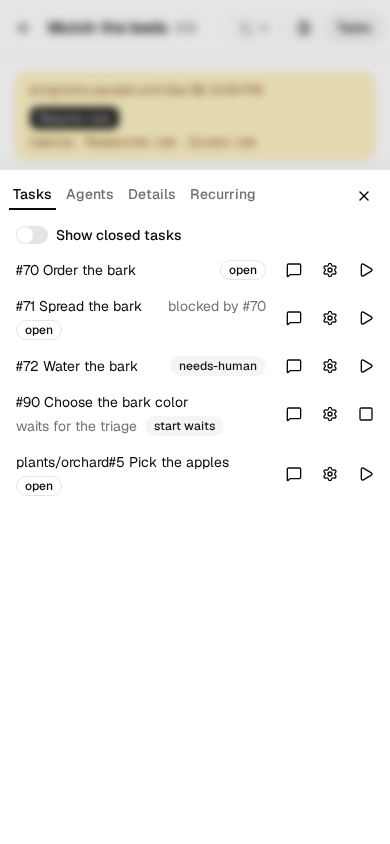 Tasks Agents Details Recurring
Show closed tasks
#70 Order the bark open
#71 Spread the bark blocked by #70
open
#72 Water the bark needs-human
#90 Choose the bark color
waits for the triage start waits
plants/orchard#5 Pick the apples
open